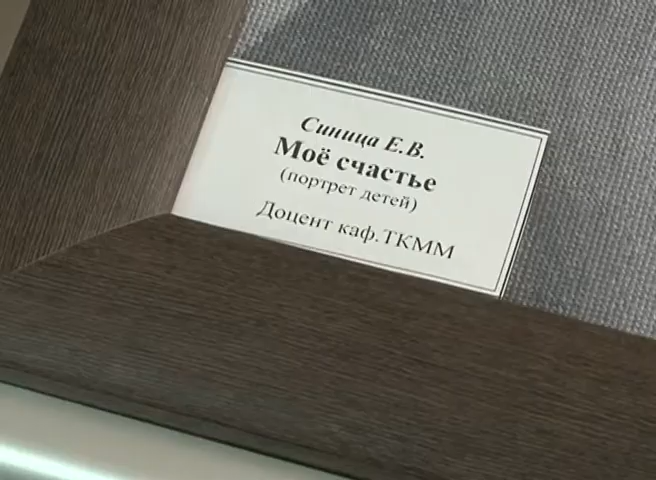 Синица Е.В.
Моё счастье
(портрет детей)
Доцент каф.ТКММ